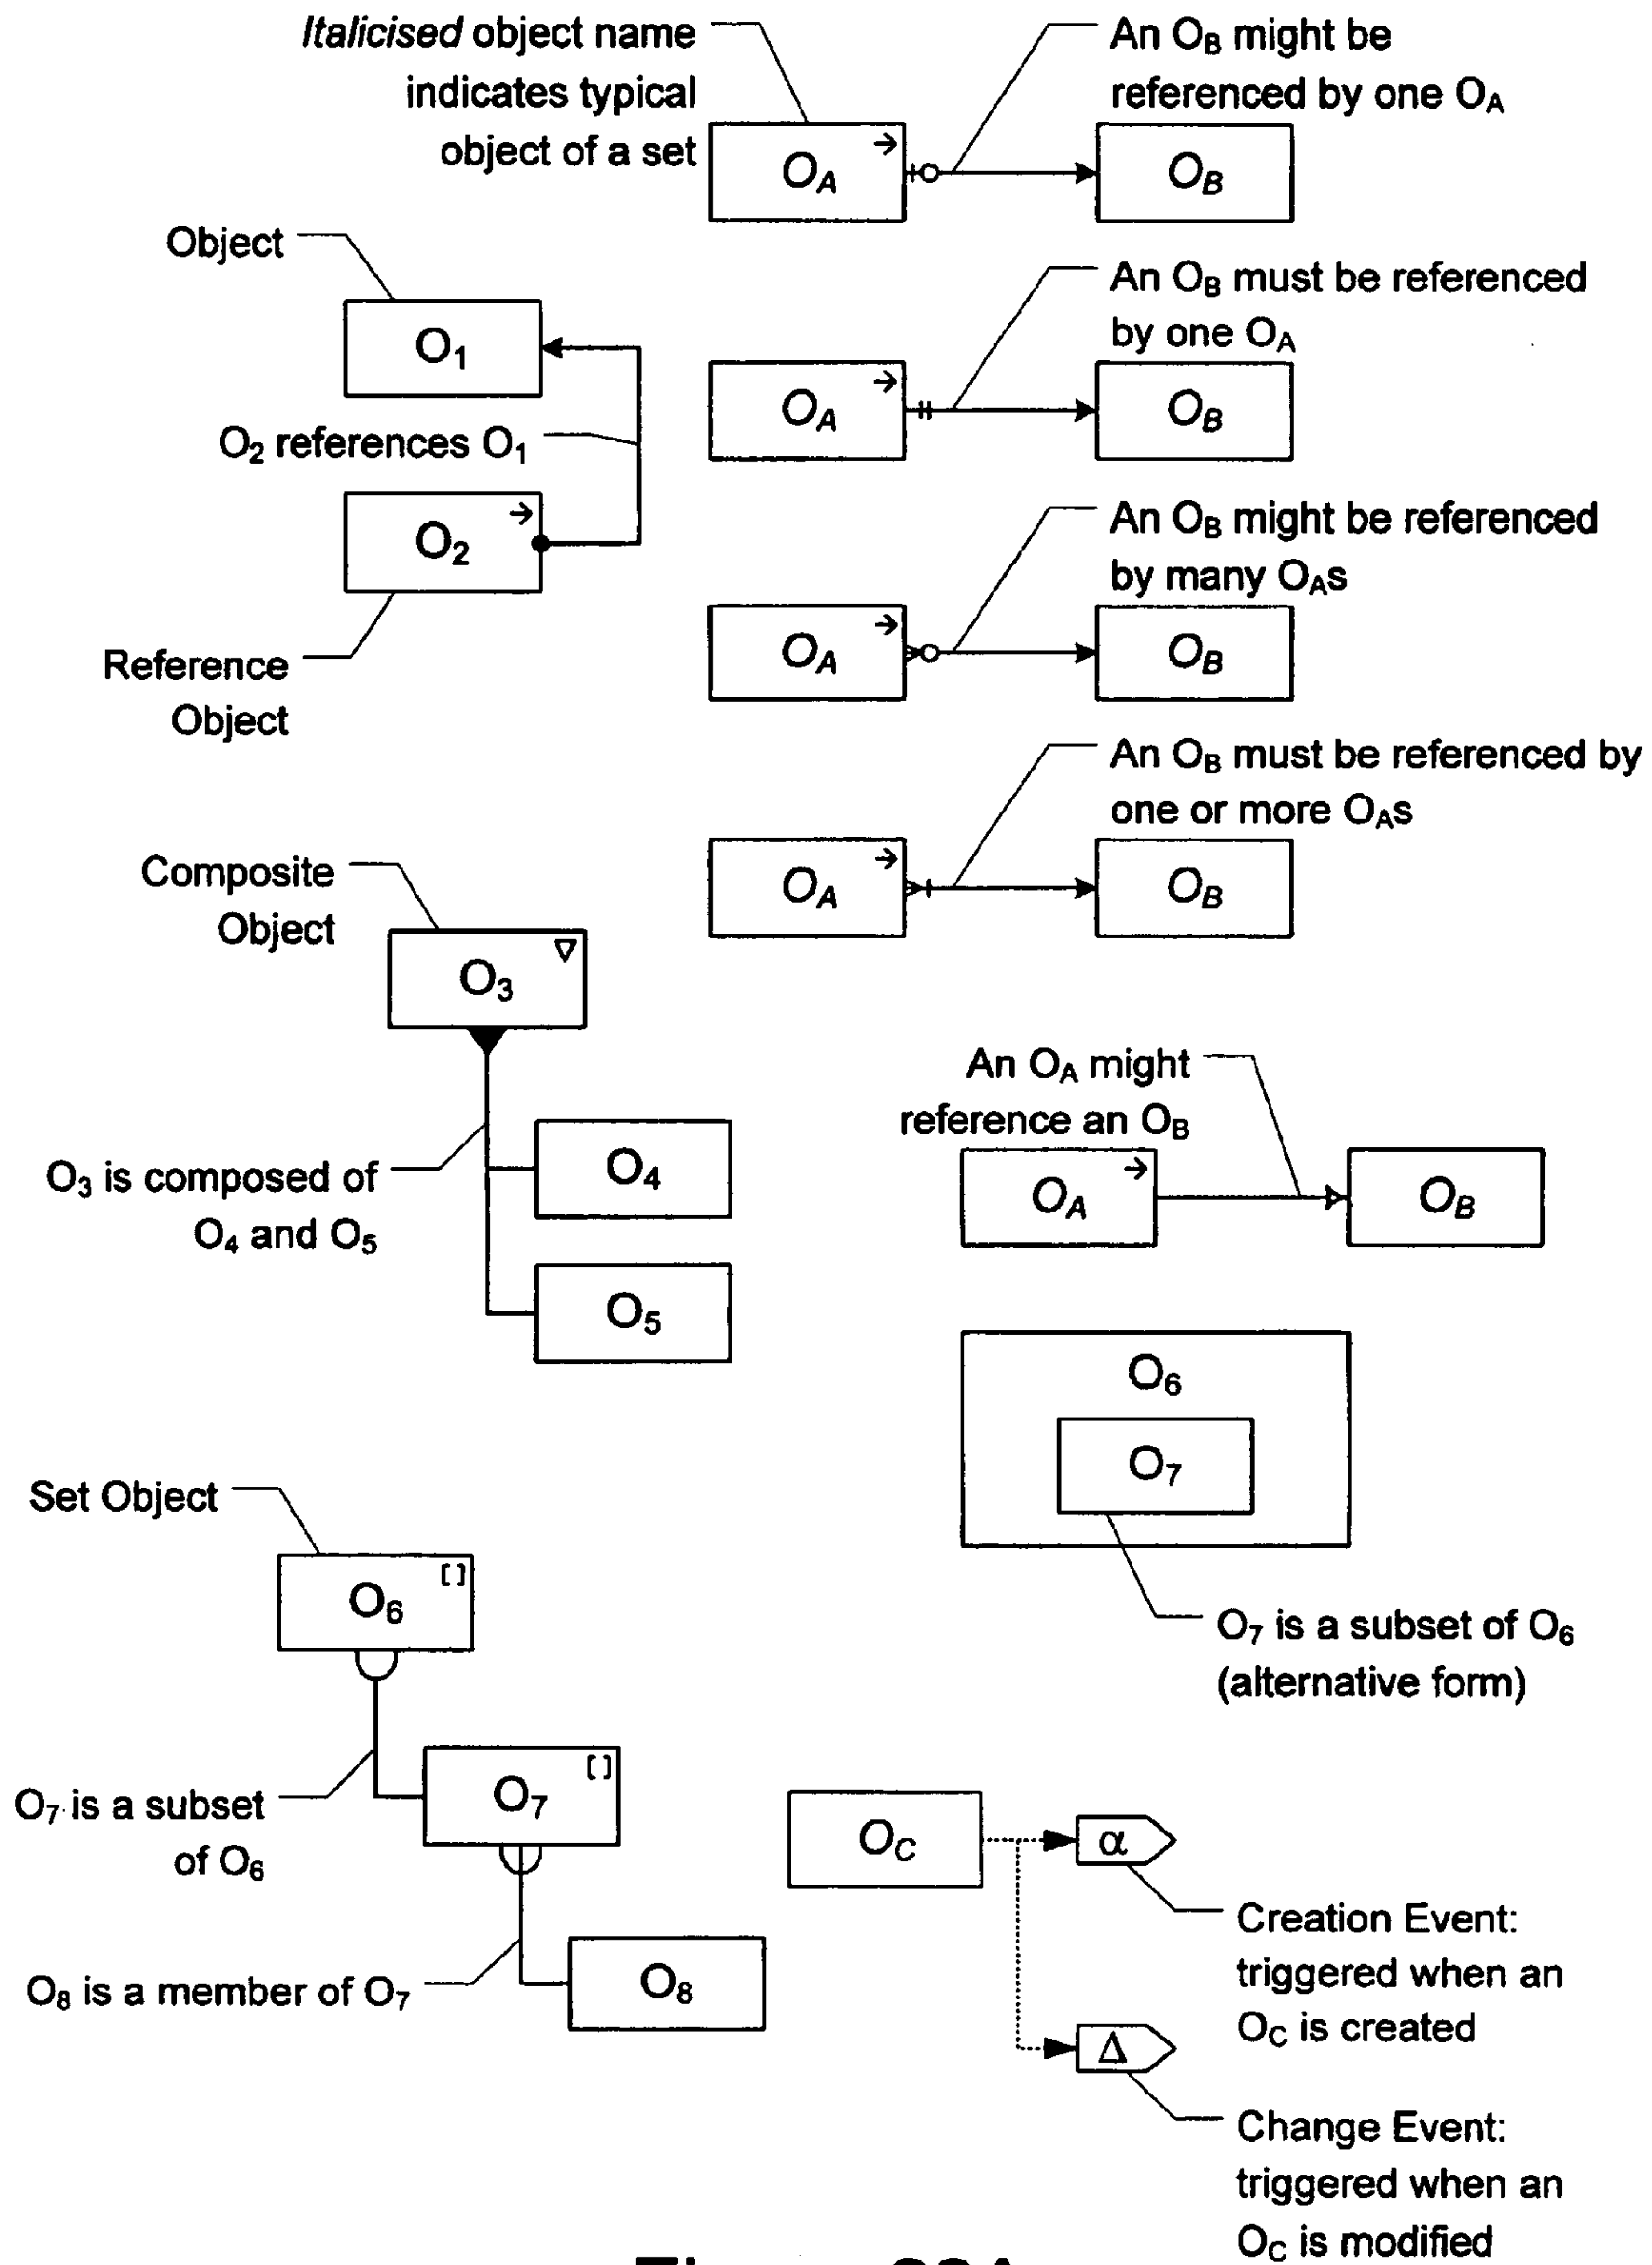 Italicised object name
indicates typical
object of a set
An OB might be
referenced by one OA
OA
→
OB
Object
O1
O2 references O1
O2
→
Reference
Object
An OB must be referenced
by one OA
OA
→
OB
An OB might be referenced
by many OAs
OA
→
OB
An OB must be referenced by
one or more OAs
OA
→
OB
Composite
Object
O3
∇
O3 is composed of
O4 and O5
O4
O5
An OA might
reference an OB
OA
→
OB
O6
O7
O7 is a subset of O6
(alternative form)
Set Object
O6
[]
O7 is a subset
of O6
O7
[]
O8 is a member of O7
O8
OC
α
Creation Event:
triggered when an
OC is created
Δ
Change Event:
triggered when an
OC is modified